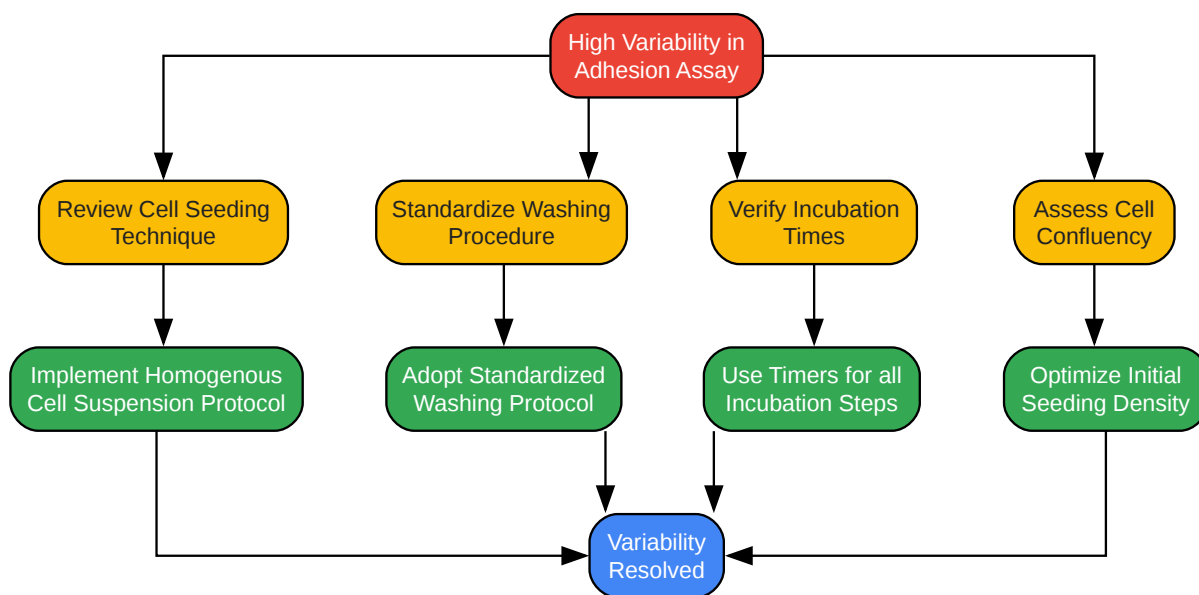 High Variability in
Adhesion Assay
Review Cell Seeding
Technique
Standardize Washing
Procedure
Verify Incubation
Times
Assess Cell
Confluency
Implement Homogenous
Cell Suspension Protocol
Adopt Standardized
Washing Protocol
Use Timers for all
Incubation Steps
Optimize Initial
Seeding Density
Variability
Resolved